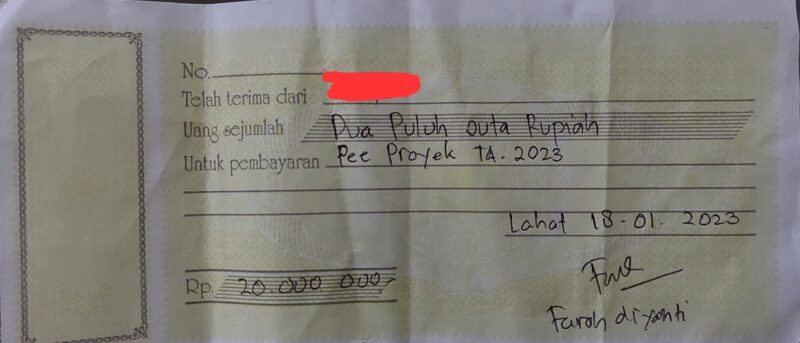 No.
Telah terima dari
Uang sejumlah Dua Puluh Juta Rupiah
Untuk pembayaran Pee Proyek TA. 2023
Lahat 18-01. 2023
Rp. 20.000 000,-
Farah diyanti